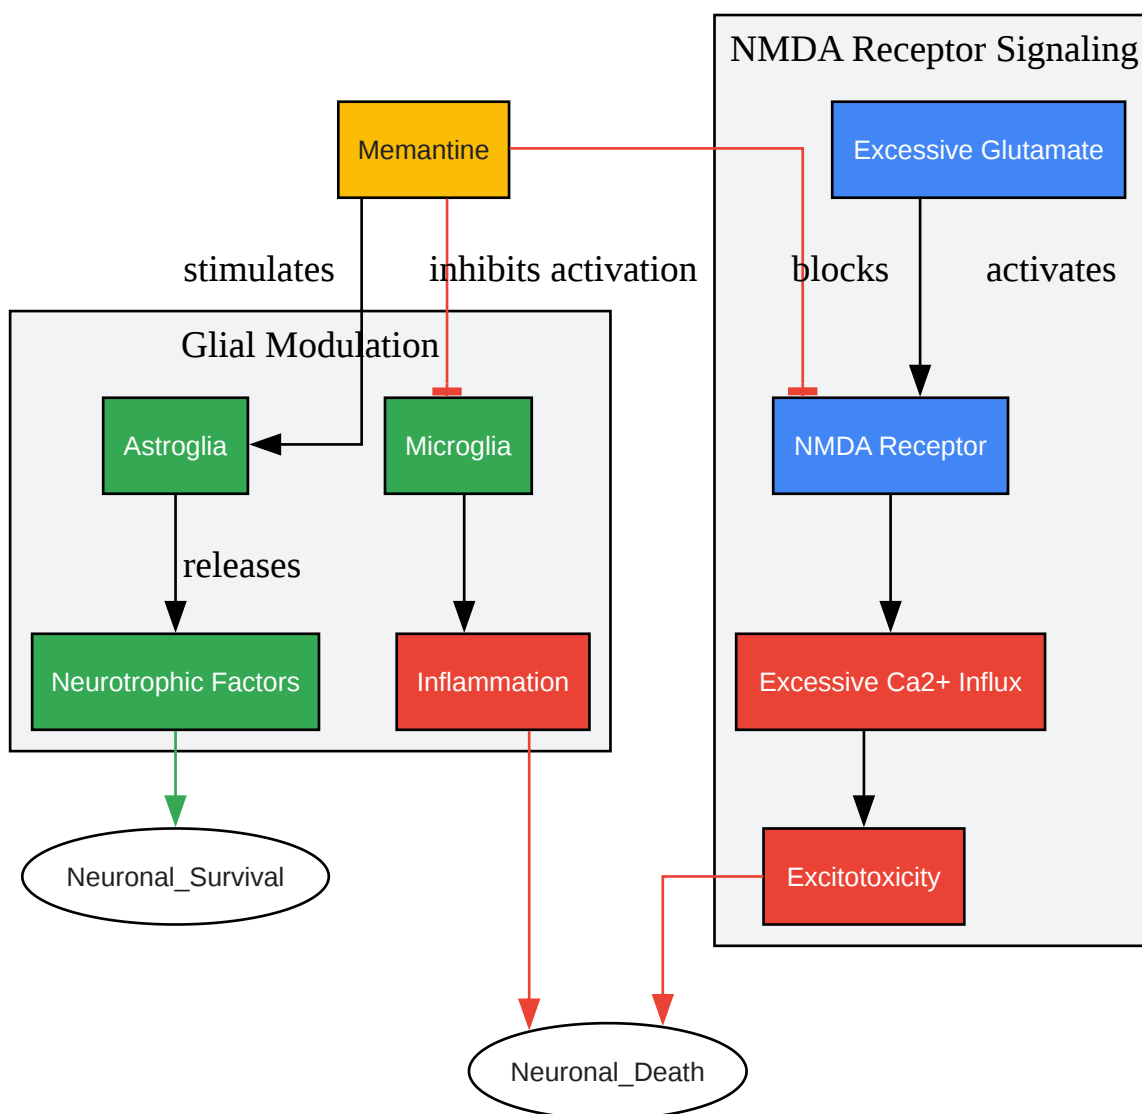 NMDA Receptor Signaling
Memantine
Excessive Glutamate
stimulates
inhibits activation
blocks
activates
Glial Modulation
Astroglia
Microglia
NMDA Receptor
releases
Neurotrophic Factors
Inflammation
Excessive Ca2+ Influx
Neuronal_Survival
Excitotoxicity
Neuronal_Death